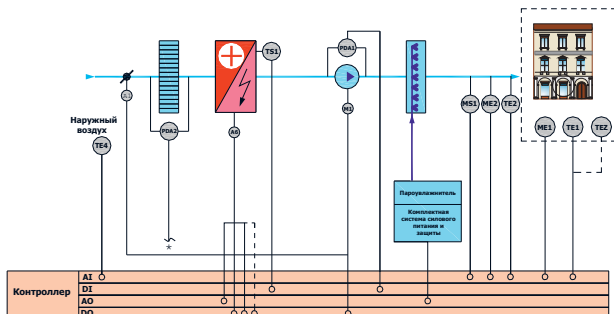 TS1
PDA1
A1
Наружный
воздух
TE4
PDA2
A6
M1
MS1
ME2
TE2
ME1
TE1
TEZ
Пароувлажнитель
Комплектная
система силового
питания и
защиты
*
Контроллер
AI
DI
AO
DO